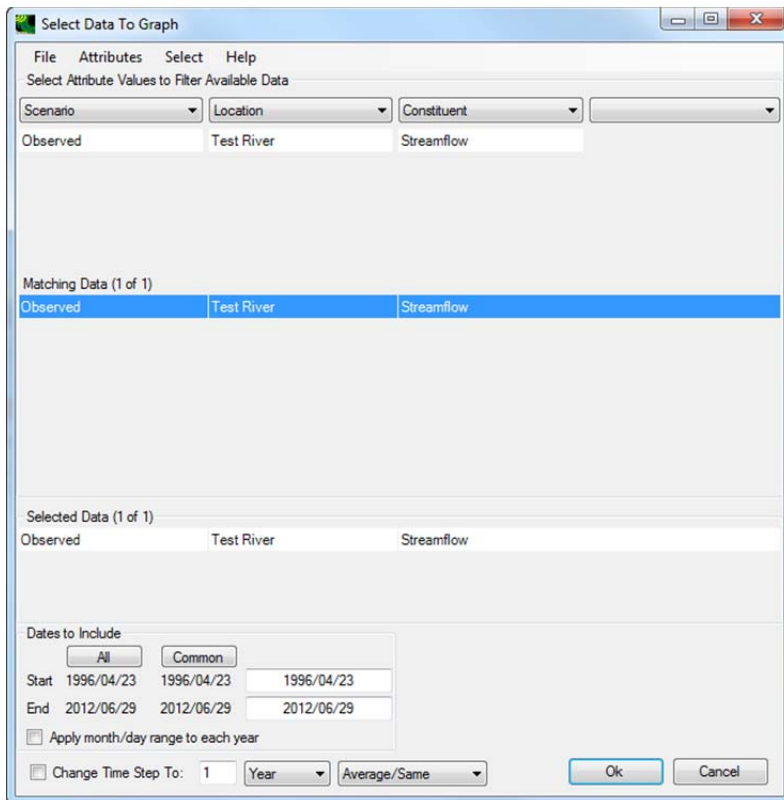 Select Data To Graph
File Attributes Select Help
Select Attribute Values to Filter Available Data
Scenario Location Constituent
Observed Test River Streamflow
Matching Data (1 of 1)
Observed Test River Streamflow
Selected Data (1 of 1)
Observed Test River Streamflow
Dates to Include
All Common
Start 1996/04/23 1996/04/23 1996/04/23
End 2012/06/29 2012/06/29 2012/06/29
Apply month/day range to each year
Change Time Step To: 1 Year Average/Same Ok Cancel